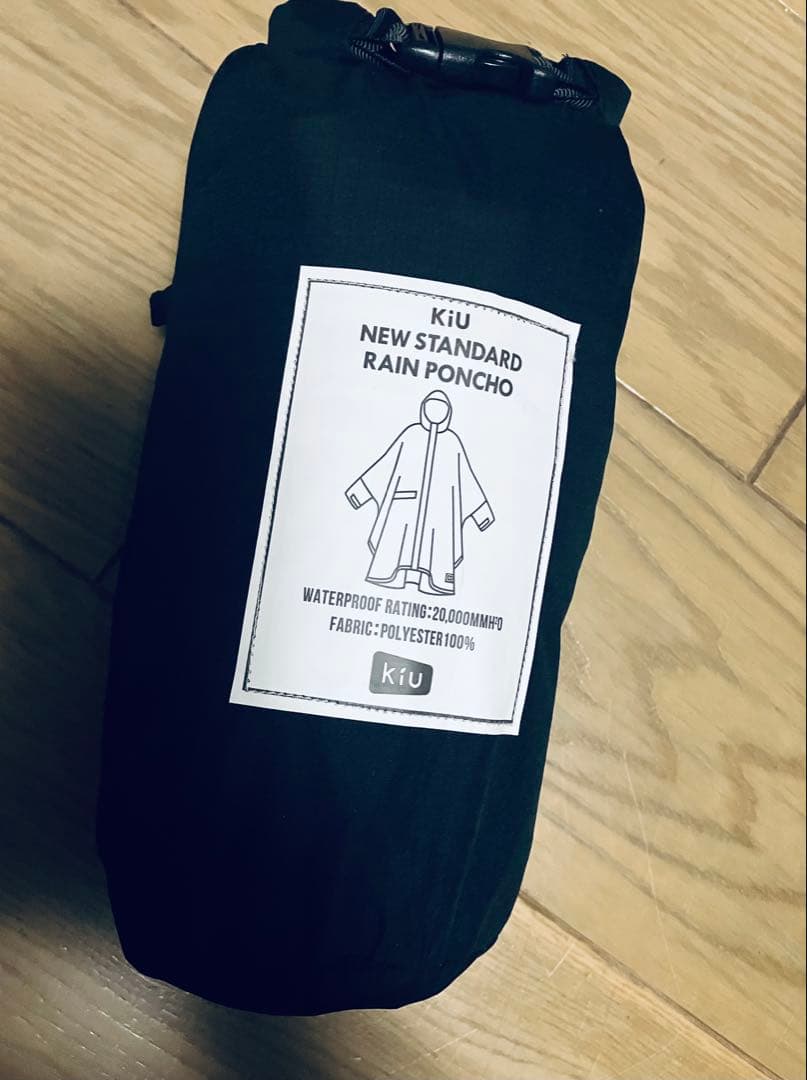 KiU
NEW STANDARD
RAIN PONCHO
WATERPROOF RATING:20,000MMH²O
FABRIC:POLYESTER100%
kiu